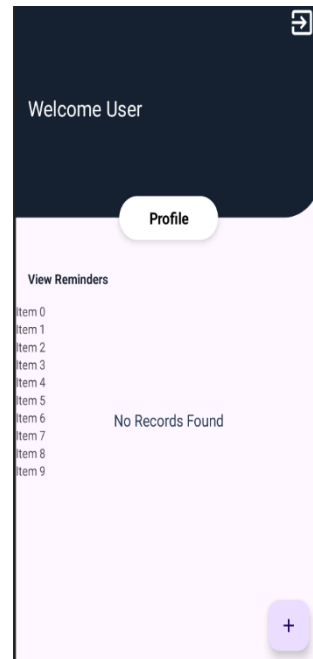 Welcome User
Profile
View Reminders
Item 0
Item 1
Item 2
Item 3
Item 4
Item 5
Item 6
No Records Found
Item 7
Item 8
Item 9
+